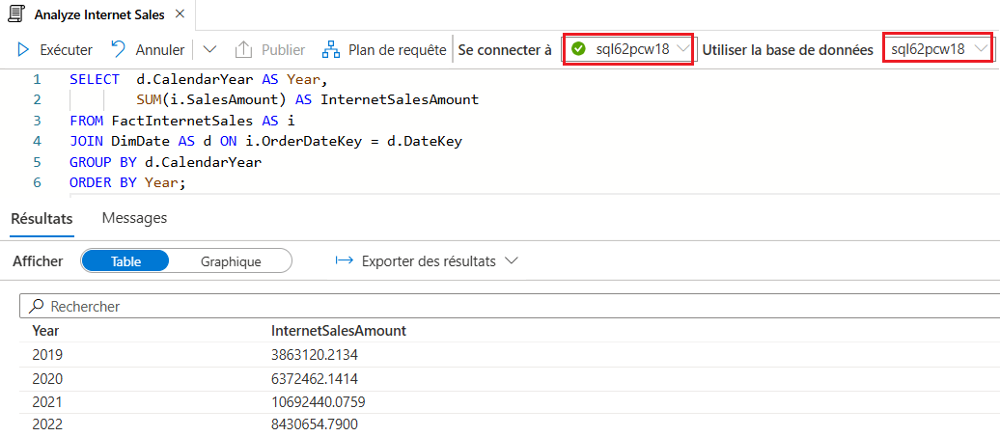 Analyze Internet Sales
Exécuter Annuler Publier Plan de requête Se connecter à sql62pcw18 Utiliser la base de données sql62pcw18
1 SELECT d.CalendarYear AS Year,
2 SUM(i.SalesAmount) AS InternetSalesAmount
3 FROM FactInternetSales AS i
4 JOIN DimDate AS d ON i.OrderDateKey = d.DateKey
5 GROUP BY d.CalendarYear
6 ORDER BY Year;
Résultats Messages
Afficher Table Graphique Exporter des résultats
Rechercher
Year InternetSalesAmount
2019 3863120.2134
2020 6372462.1414
2021 10692440.0759
2022 8430654.7900